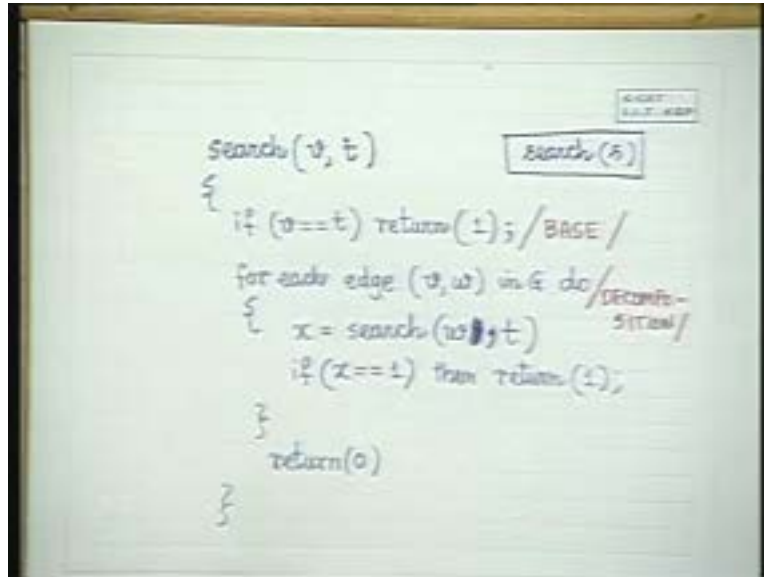 search(v, t)
search(s)
{
if (v==t) return(1); /BASE/
for each edge (v,w) in G do /DECOMPO-
SITION/
{ x = search(w,t)
if (x==1) then return(1);
}
return(0)
}